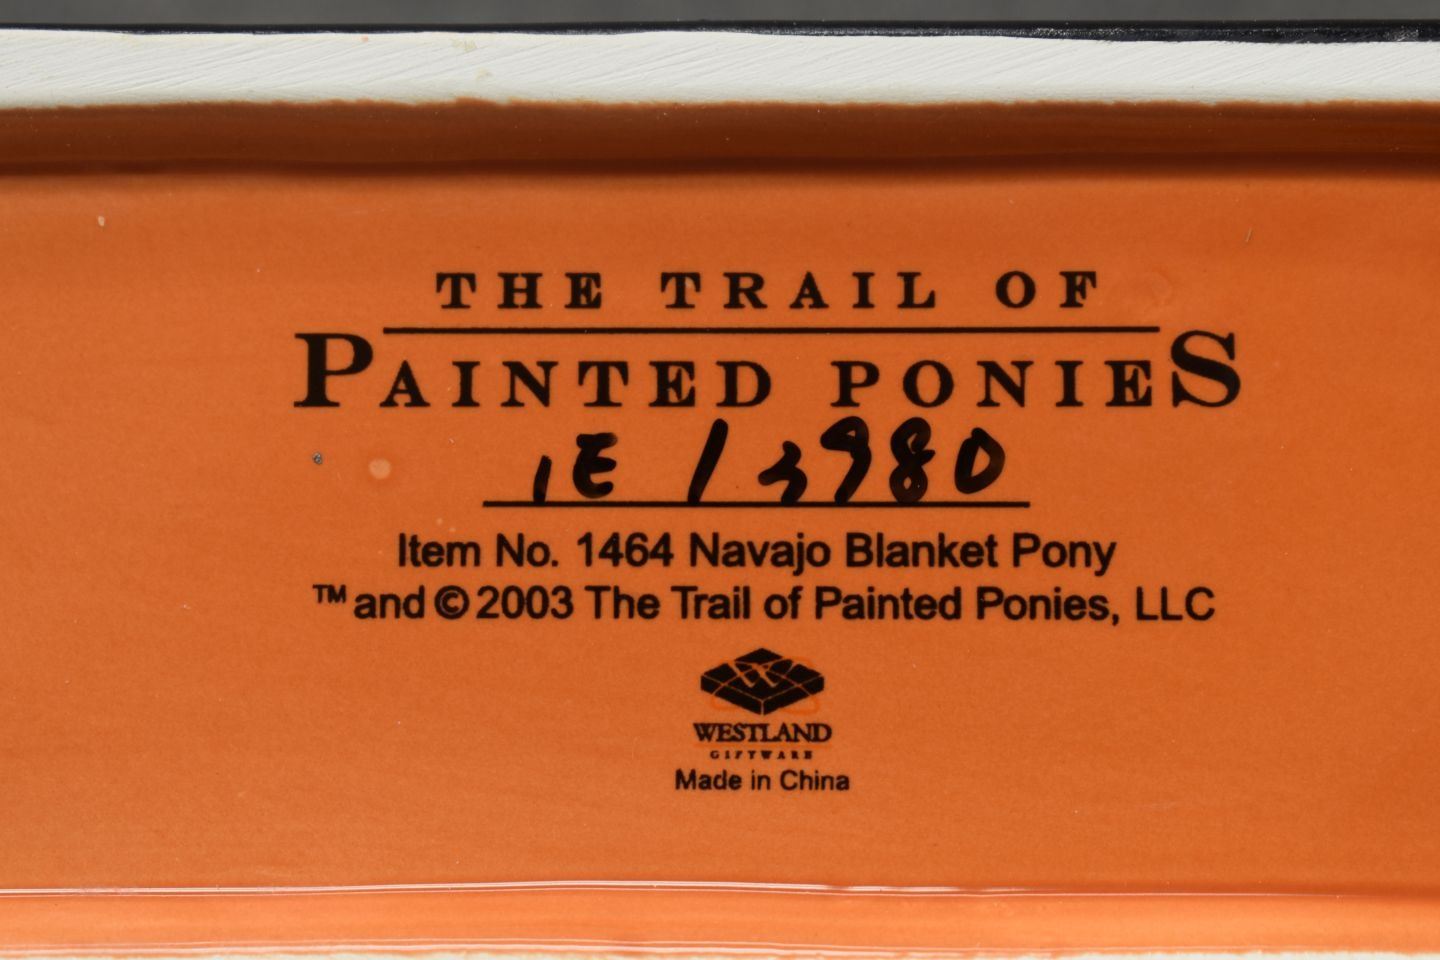 THE TRAIL OF
PAINTED PONIES
1E / 3980
Item No. 1464 Navajo Blanket Pony
™ and © 2003 The Trail of Painted Ponies, LLC
W
WESTLAND
GIFTWARE
Made in China